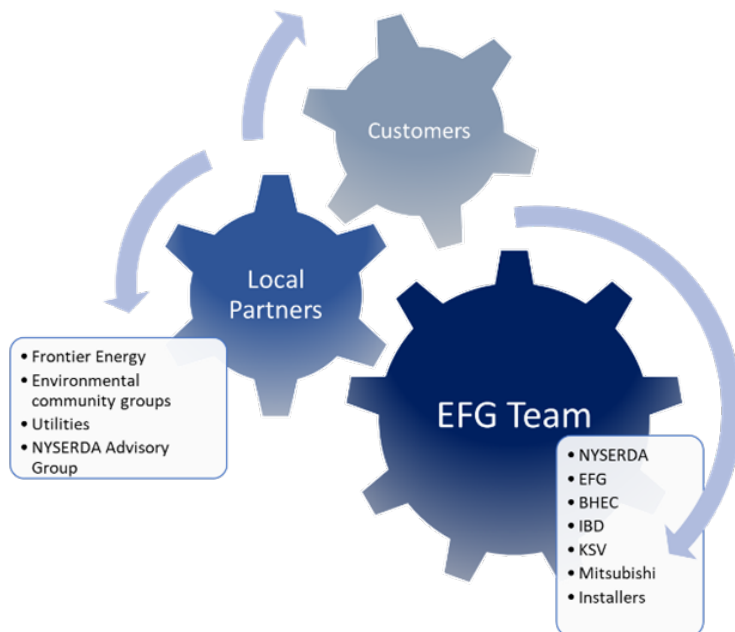 Customers
Local
Partners
• Frontier Energy
• Environmental
community groups
• Utilities
• NYSERDA Advisory
Group
EFG Team
• NYSERDA
• EFG
• BHEC
• IBD
• KSV
• Mitsubishi
• Installers